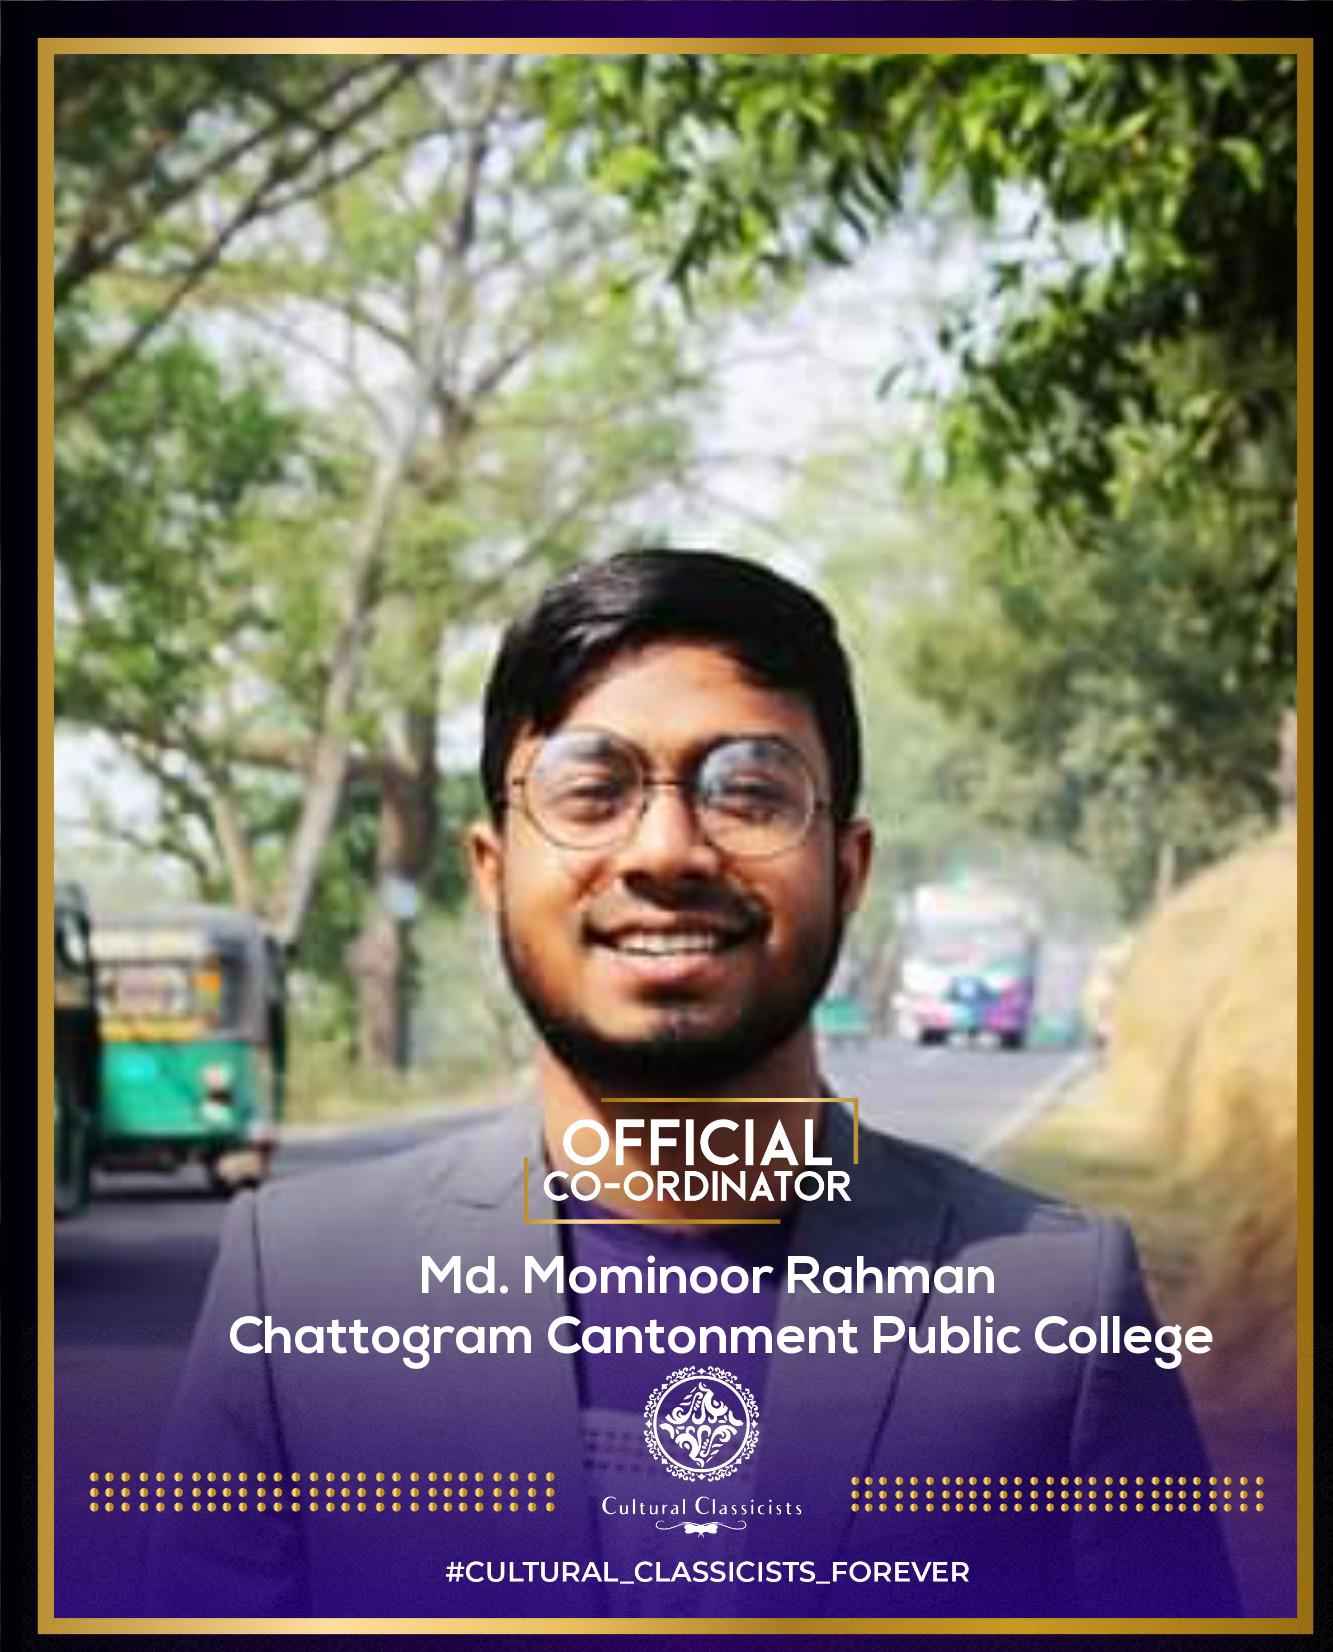 OFFICIAL
CO-ORDINATOR
Md. Mominoor Rahman
Chattogram Cantonment Public College
Cultural Classicists
#CULTURAL_CLASSICISTS_FOREVER